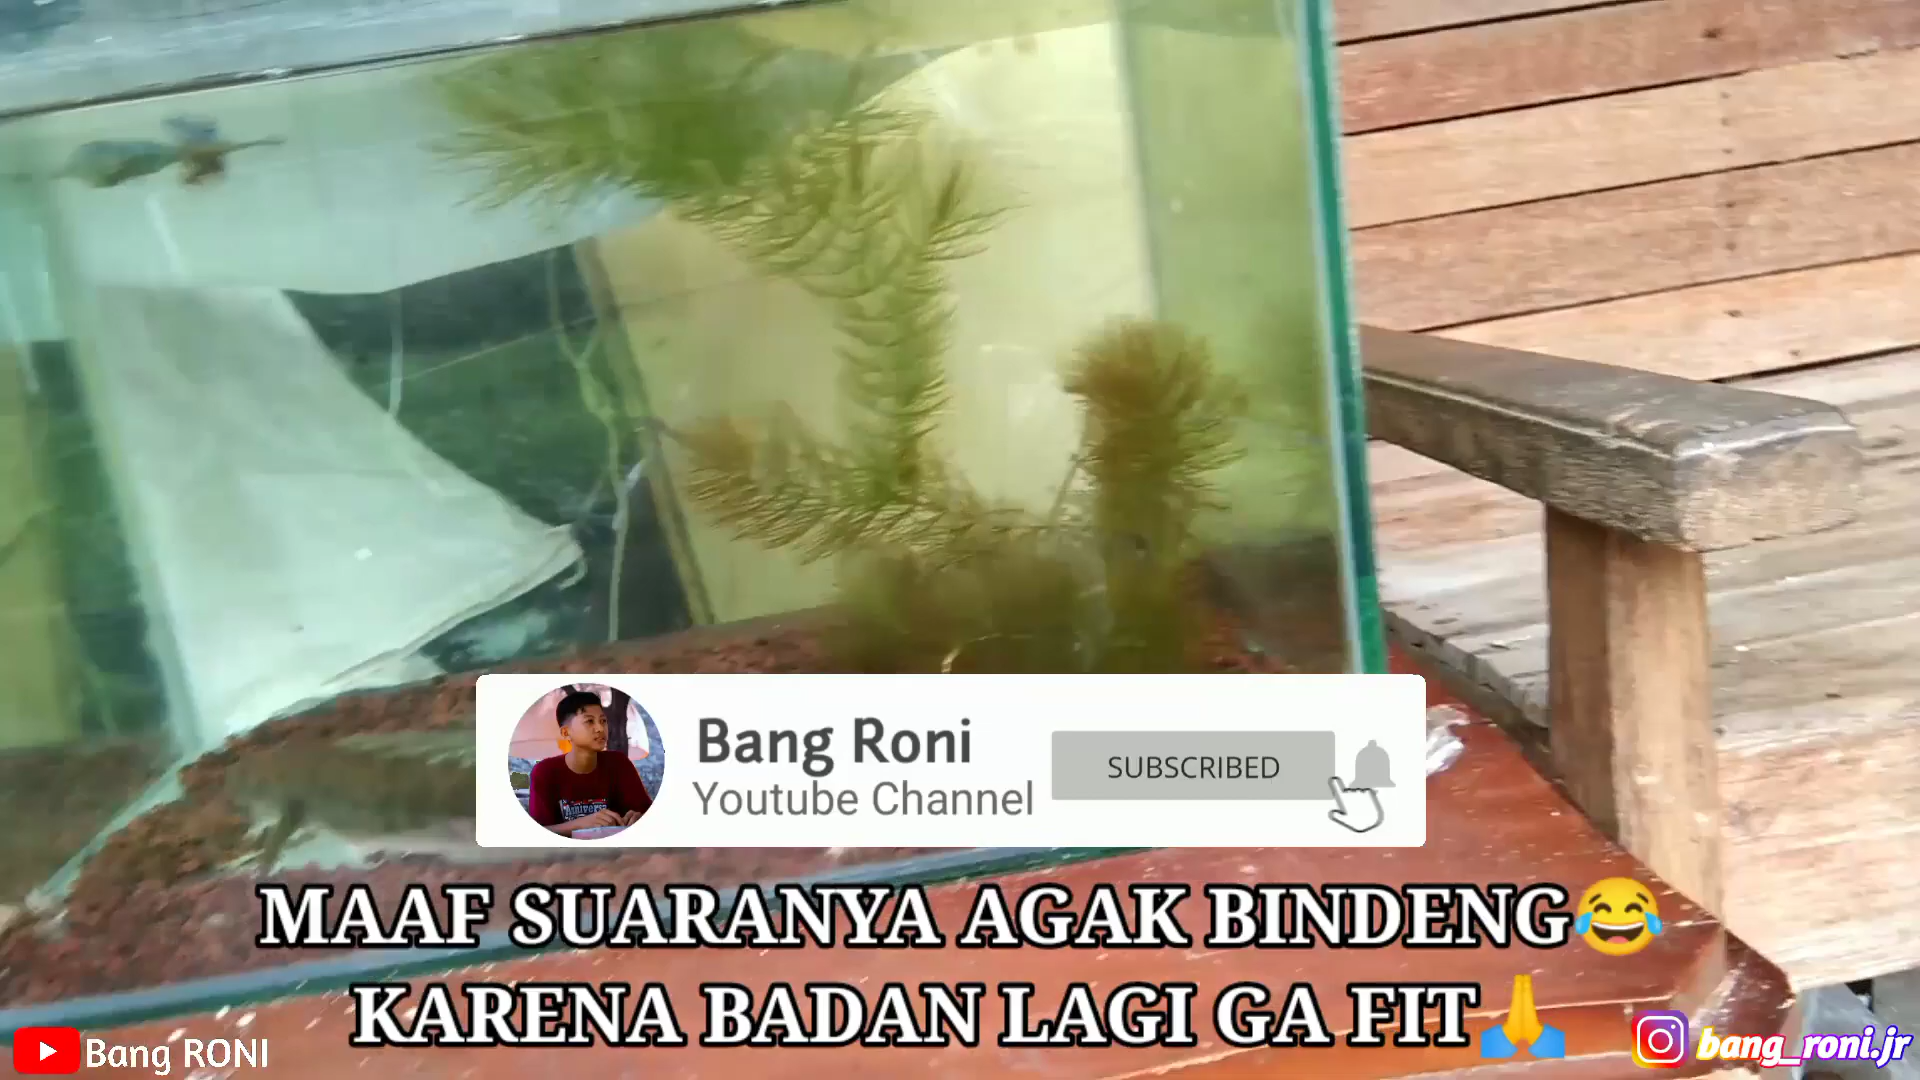 Bang Roni
Youtube Channel
SUBSCRIBED
MAAF SUARANYA AGAK BINDENG😂
KARENA BADAN LAGI GA FIT🙏
Bang RONI
bang_roni.jr